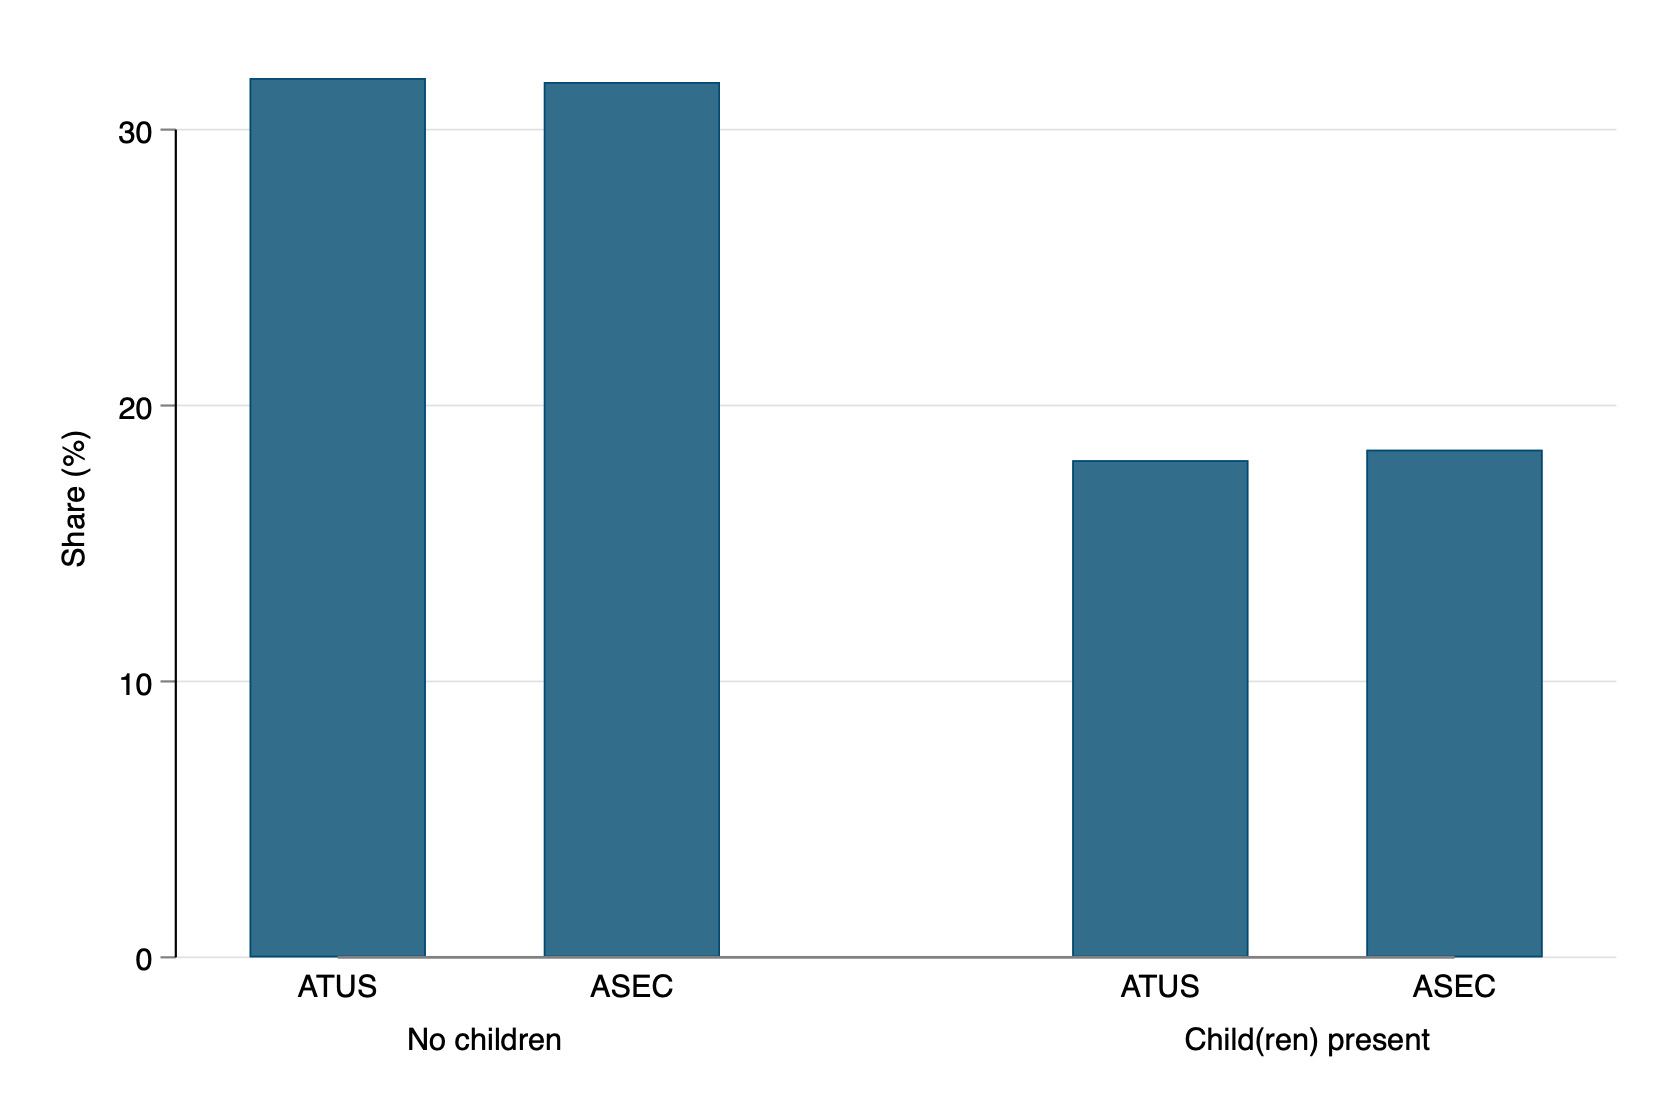 Share (%)
30
20
10
0
ATUS ASEC ATUS ASEC
No children Child(ren) present